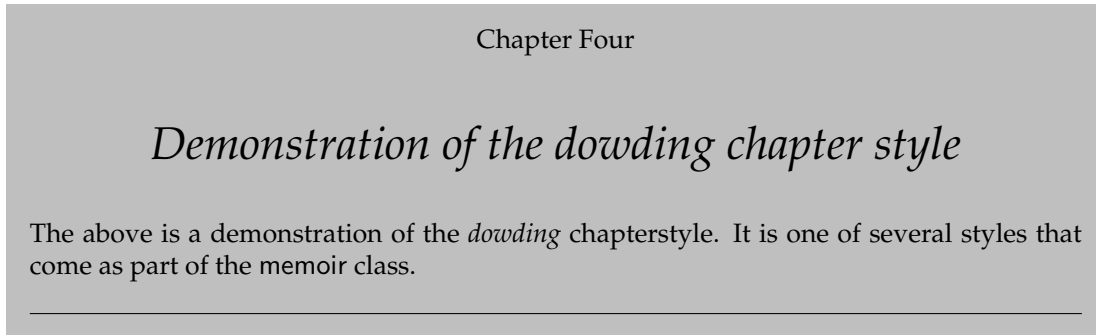 Chapter Four
Demonstration of the dowding chapter style
The above is a demonstration of the dowding chapterstyle. It is one of several styles that
come as part of the memoir class.